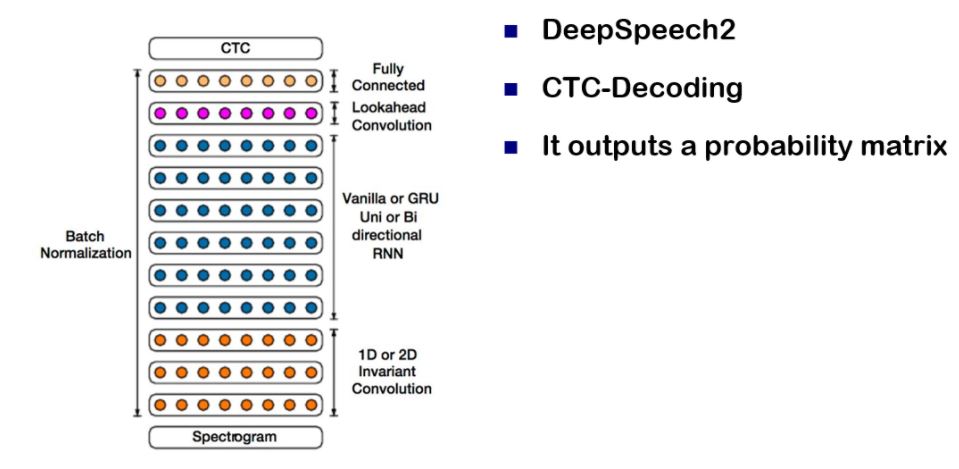 CTC
Fully
Connected
Lookahead
Convolution
Vanilla or GRU
Uni or Bi
directional
RNN
Batch
Normalization
1D or 2D
Invariant
Convolution
Spectrogram
DeepSpeech2
CTC-Decoding
It outputs a probability matrix